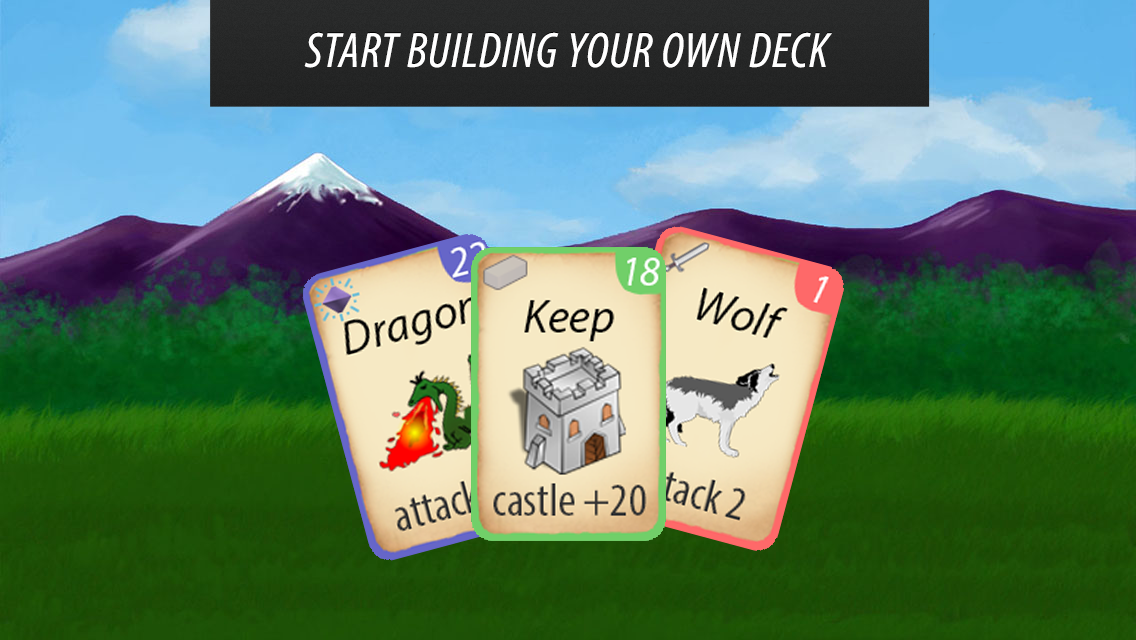 START BUILDING YOUR OWN DECK
22
Dragon
attack
18
Keep
castle +20
1
Wolf
tack 2